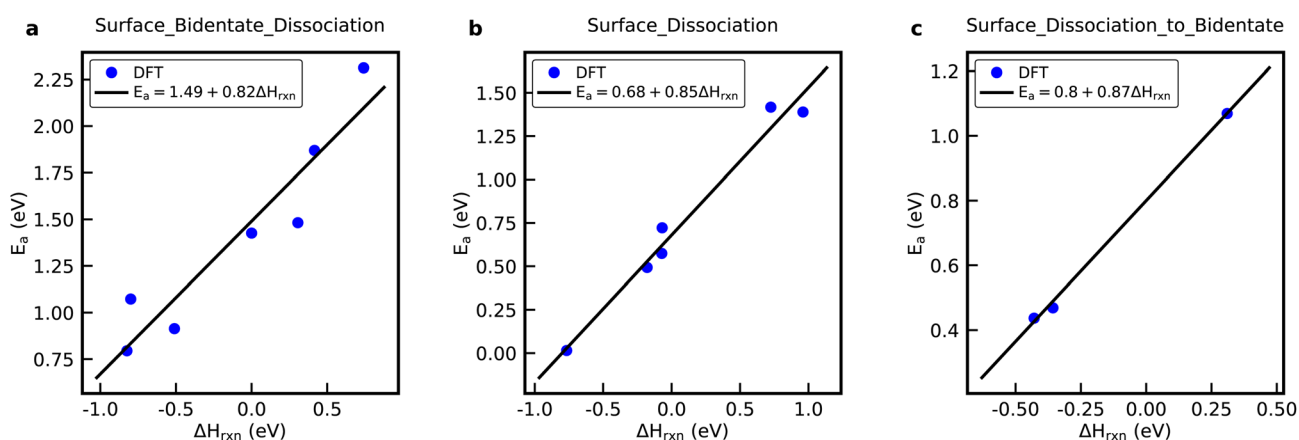 a Surface_Bidentate_Dissociation
DFT
Eₐ = 1.49 + 0.82ΔHᵣₓₙ
2.25
2.00
1.75
1.50
1.25
1.00
0.75
Eₐ (eV)
-1.0 -0.5 0.0 0.5
ΔHᵣₓₙ (eV)
b Surface_Dissociation
DFT
Eₐ = 0.68 + 0.85ΔHᵣₓₙ
1.50
1.25
1.00
0.75
0.50
0.25
0.00
Eₐ (eV)
-1.0 -0.5 0.0 0.5 1.0
ΔHᵣₓₙ (eV)
c Surface_Dissociation_to_Bidentate
DFT
Eₐ = 0.8 + 0.87ΔHᵣₓₙ
1.2
1.0
0.8
0.6
0.4
Eₐ (eV)
-0.50 -0.25 0.00 0.25 0.50
ΔHᵣₓₙ (eV)